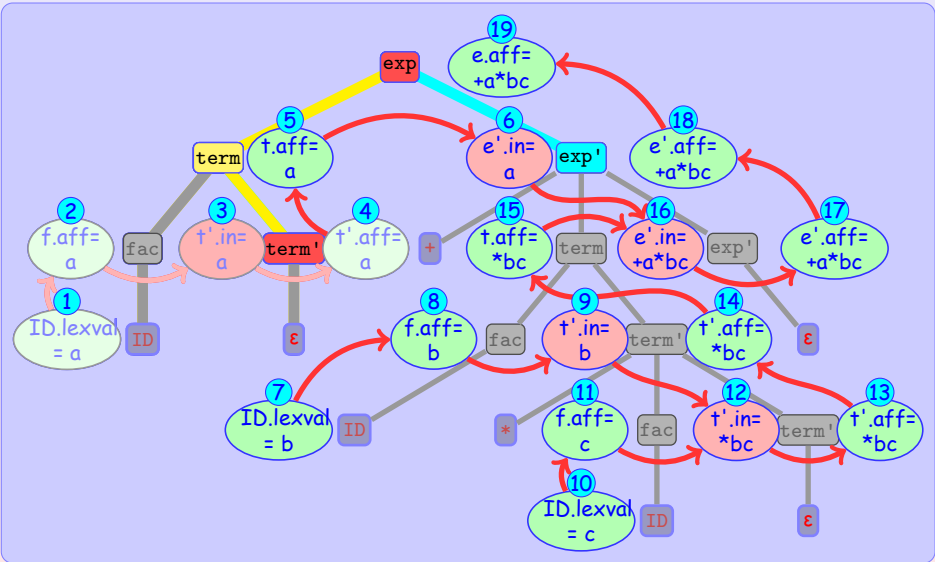 19
e.aff=
+a*bc
exp
5
t.aff=
a
6
e'.in=
a
18
e'.aff=
+a*bc
term
exp'
2
f.aff=
a
fac
3
t'.in=
a
term'
4
t'.aff=
a
+
15
t.aff=
*bc
term
16
e'.in=
+a*bc
exp'
17
e'.aff=
+a*bc
1
ID.lexval
= a
ID
ε
8
f.aff=
b
fac
9
t'.in=
b
term'
14
t'.aff=
*bc
ε
7
ID.lexval
= b
ID
*
11
f.aff=
c
fac
12
t'.in=
*bc
term'
13
t'.aff=
*bc
10
ID.lexval
= c
ID
ε